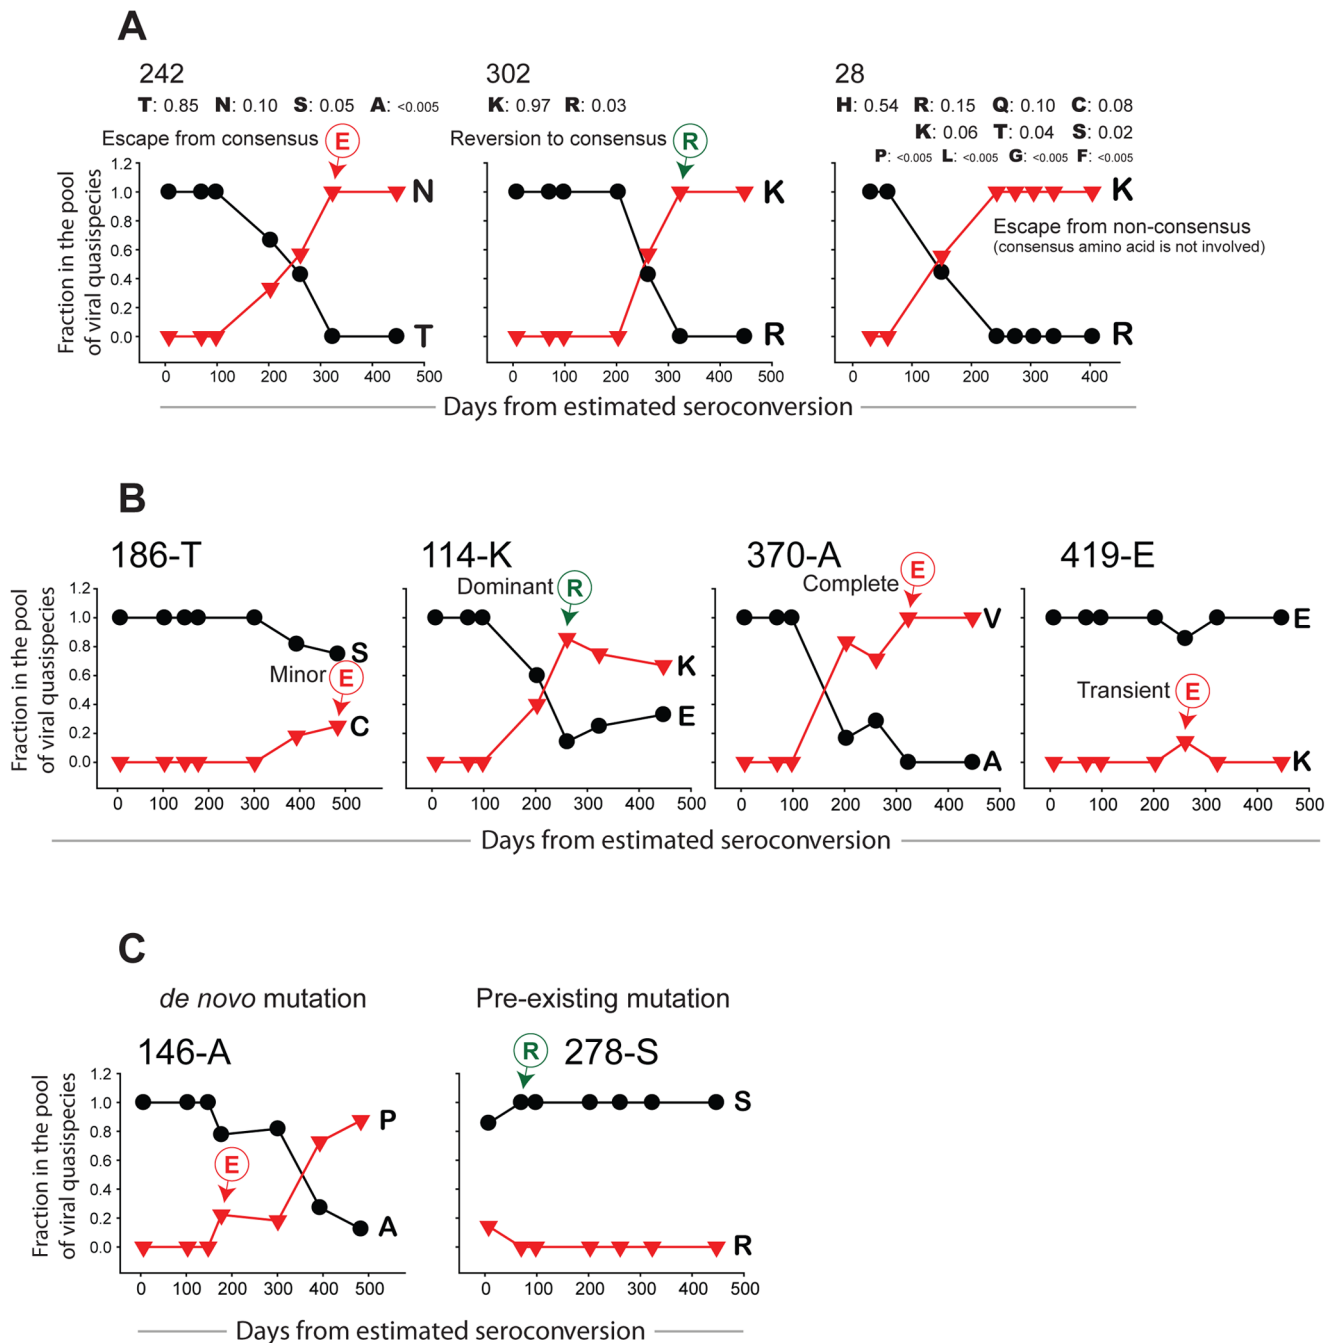 A
242
T: 0.85 N: 0.10 S: 0.05 A: <0.005
Escape from consensus E
302
K: 0.97 R: 0.03
Reversion to consensus R
28
H: 0.54 R: 0.15 Q: 0.10 C: 0.08
K: 0.06 T: 0.04 S: 0.02
P: <0.005 L: <0.005 G: <0.005 F: <0.005
Fraction in the pool
of viral quasispecies
1.2
1.0
0.8
0.6
0.4
0.2
0.0
N
T
0 100 200 300 400 500
K
R
0 100 200 300 400 500
K
Escape from non-consensus
(consensus amino acid is not involved)
R
0 100 200 300 400
Days from estimated seroconversion
B
186-T
114-K
370-A
419-E
Fraction in the pool
of viral quasispecies
1.2
1.0
0.8
0.6
0.4
0.2
0.0
S
Minor E
C
0 100 200 300 400 500
Dominant R
K
E
0 100 200 300 400 500
Complete E
V
A
0 100 200 300 400 500
E
Transient E
K
0 100 200 300 400 500
Days from estimated seroconversion
C
de novo mutation
146-A
Fraction in the pool
of viral quasispecies
1.2
1.0
0.8
0.6
0.4
0.2
0.0
P
E
A
0 100 200 300 400 500
Pre-existing mutation
R 278-S
S
R
0 100 200 300 400 500
Days from estimated seroconversion